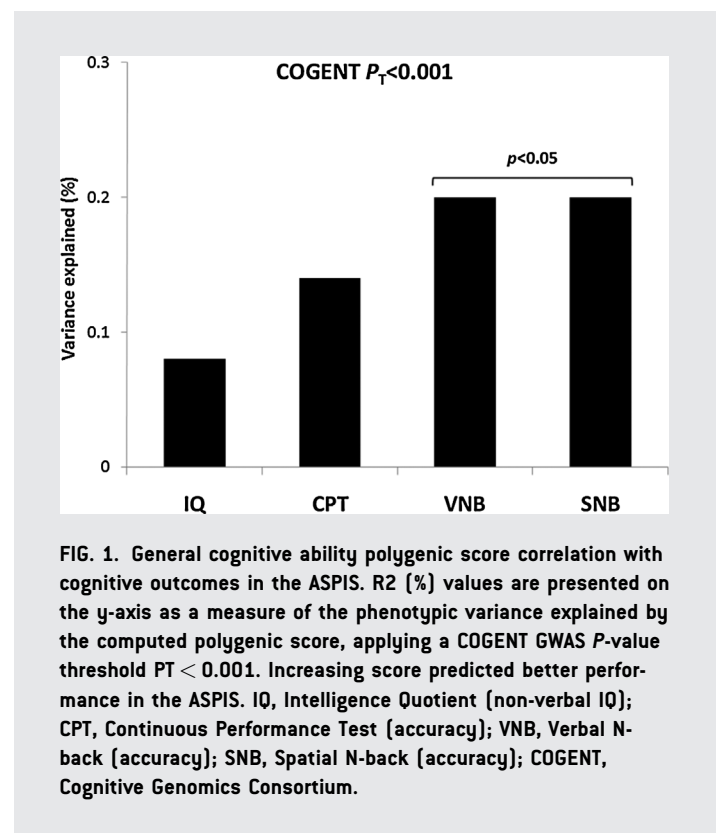 COGENT PT<0.001
0.3
p<0.05
0.2
Variance explained (%)
0.1
0
IQ CPT VNB SNB
FIG. 1. General cognitive ability polygenic score correlation with
cognitive outcomes in the ASPIS. R2 (%) values are presented on
the y-axis as a measure of the phenotypic variance explained by
the computed polygenic score, applying a COGENT GWAS P-value
threshold PT < 0.001. Increasing score predicted better perfor-
mance in the ASPIS. IQ, Intelligence Quotient (non-verbal IQ);
CPT, Continuous Performance Test (accuracy); VNB, Verbal N-
back (accuracy); SNB, Spatial N-back (accuracy); COGENT,
Cognitive Genomics Consortium.